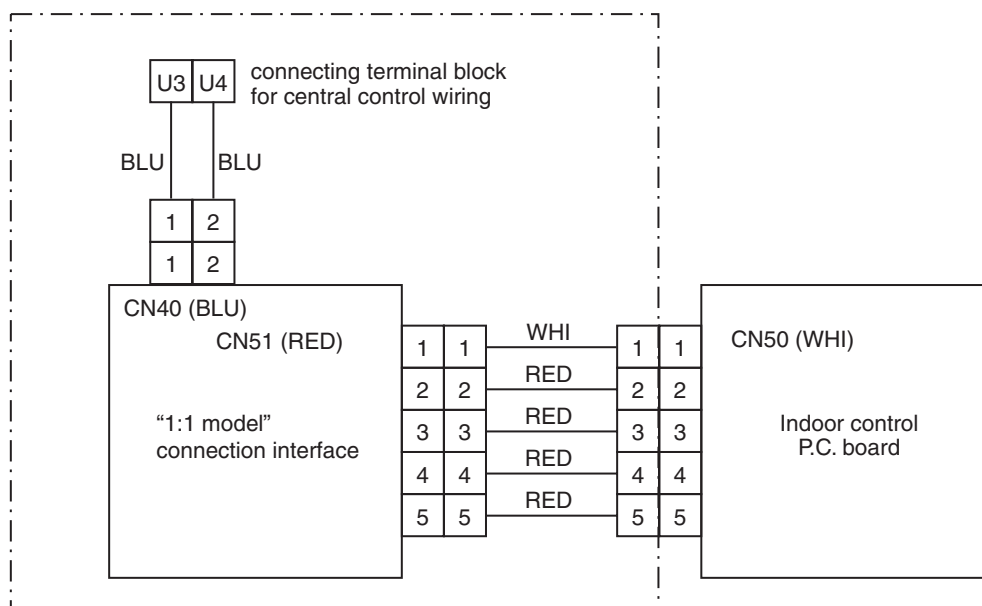 U3 U4
connecting terminal block
for central control wiring
BLU BLU
1 2
1 2
CN40 (BLU)
CN51 (RED)
"1:1 model"
connection interface
1 1 WHI 1 1
2 2 RED 2 2
3 3 RED 3 3
4 4 RED 4 4
5 5 RED 5 5
CN50 (WHI)
Indoor control
P.C. board